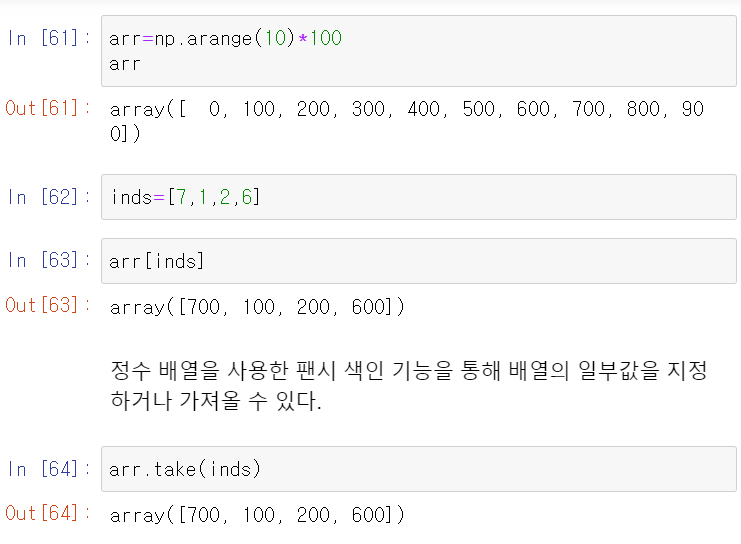 In [61]: arr=np.arange(10)*100
arr
Out[61]: array([  0, 100, 200, 300, 400, 500, 600, 700, 800, 90
0])
In [62]: inds=[7,1,2,6]
In [63]: arr[inds]
Out[63]: array([700, 100, 200, 600])
정수 배열을 사용한 팬시 색인 기능을 통해 배열의 일부값을 지정
하거나 가져올 수 있다.
In [64]: arr.take(inds)
Out[64]: array([700, 100, 200, 600])